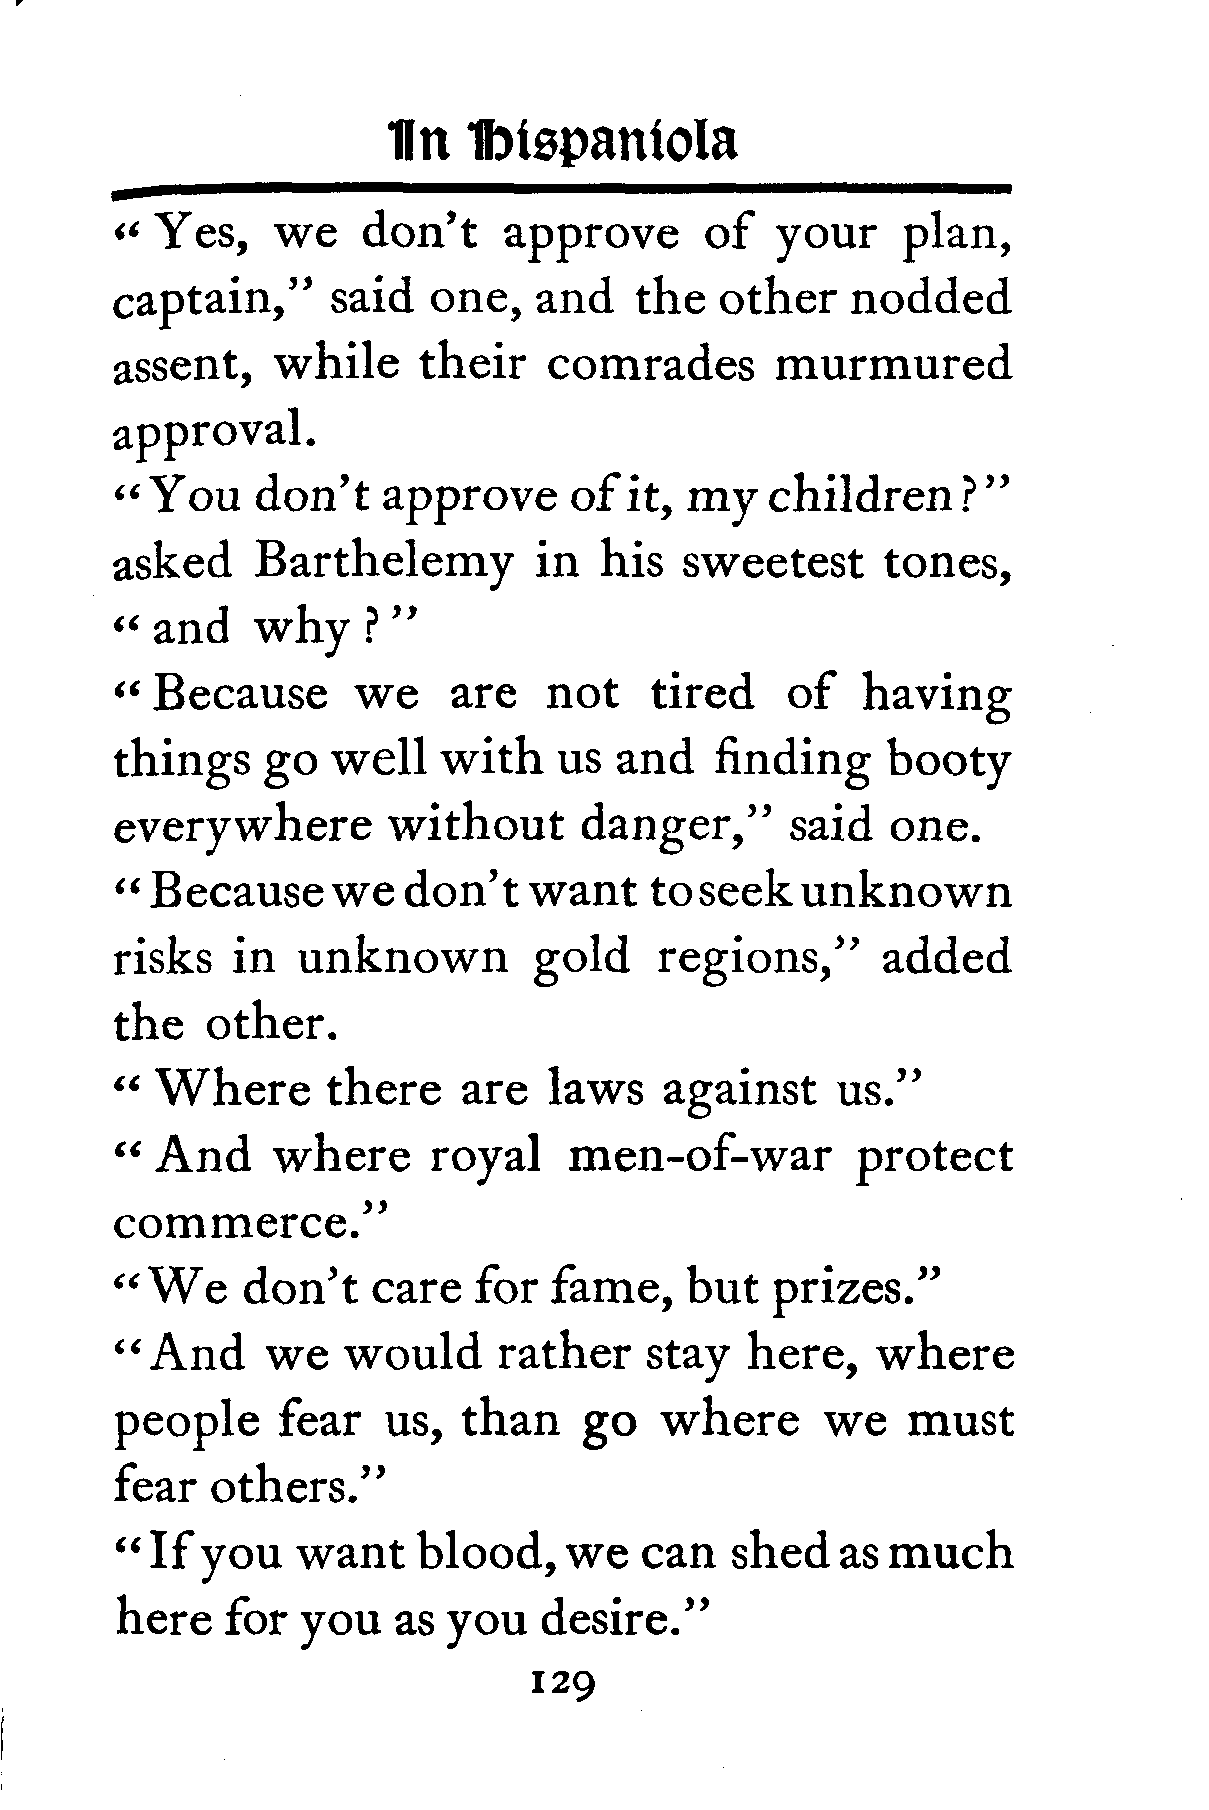 In Hispaniola
“ Yes, we don’t approve of your plan,
captain,” said one, and the other nodded
assent, while their comrades murmured
approval.
“ You don’t approve of it, my children ? ”
asked Barthelemy in his sweetest tones,
“ and why ? ”
“ Because we are not tired of having
things go well with us and finding booty
everywhere without danger,” said one.
“ Because we don’t want to seek unknown
risks in unknown gold regions,” added
the other.
“ Where there are laws against us.”
“ And where royal men-of-war protect
commerce.”
“ We don’t care for fame, but prizes.”
“ And we would rather stay here, where
people fear us, than go where we must
fear others.”
“ If you want blood, we can shed as much
here for you as you desire.”
129